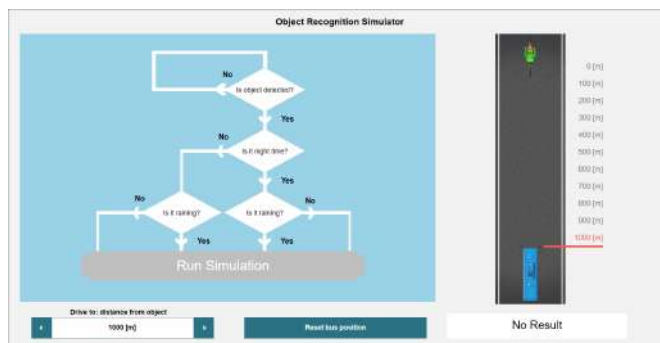 Object Recognition Simulator
No
Is object detected?
Yes
No
Is it night time?
Yes
No
Is it raining?
Is it raining?
No
Yes
Yes
Run Simulation
0 [m]
100 [m]
200 [m]
300 [m]
400 [m]
500 [m]
600 [m]
700 [m]
800 [m]
900 [m]
1000 [m]
Drive to: distance from object
1000 [m]
Reset bus position
No Result